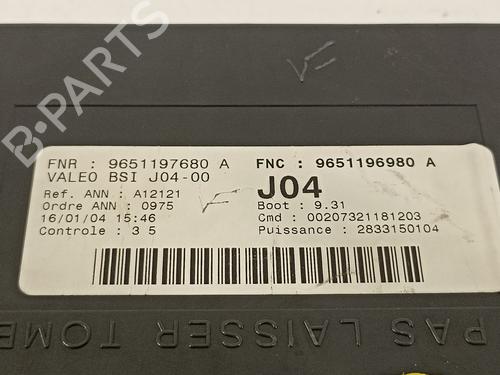 B-PARTS
FNR : 9651197680 A
FNC : 9651196980 A
VALEO BSI J04-00
J04
Ref. ANN : A12121
Ordre ANN : 0975
Boot : 9.31
16/01/04 15:46
Cmd : 00207321181203
Controle : 3 5
Puissance : 2833150104
PAS LAISSER TOMB